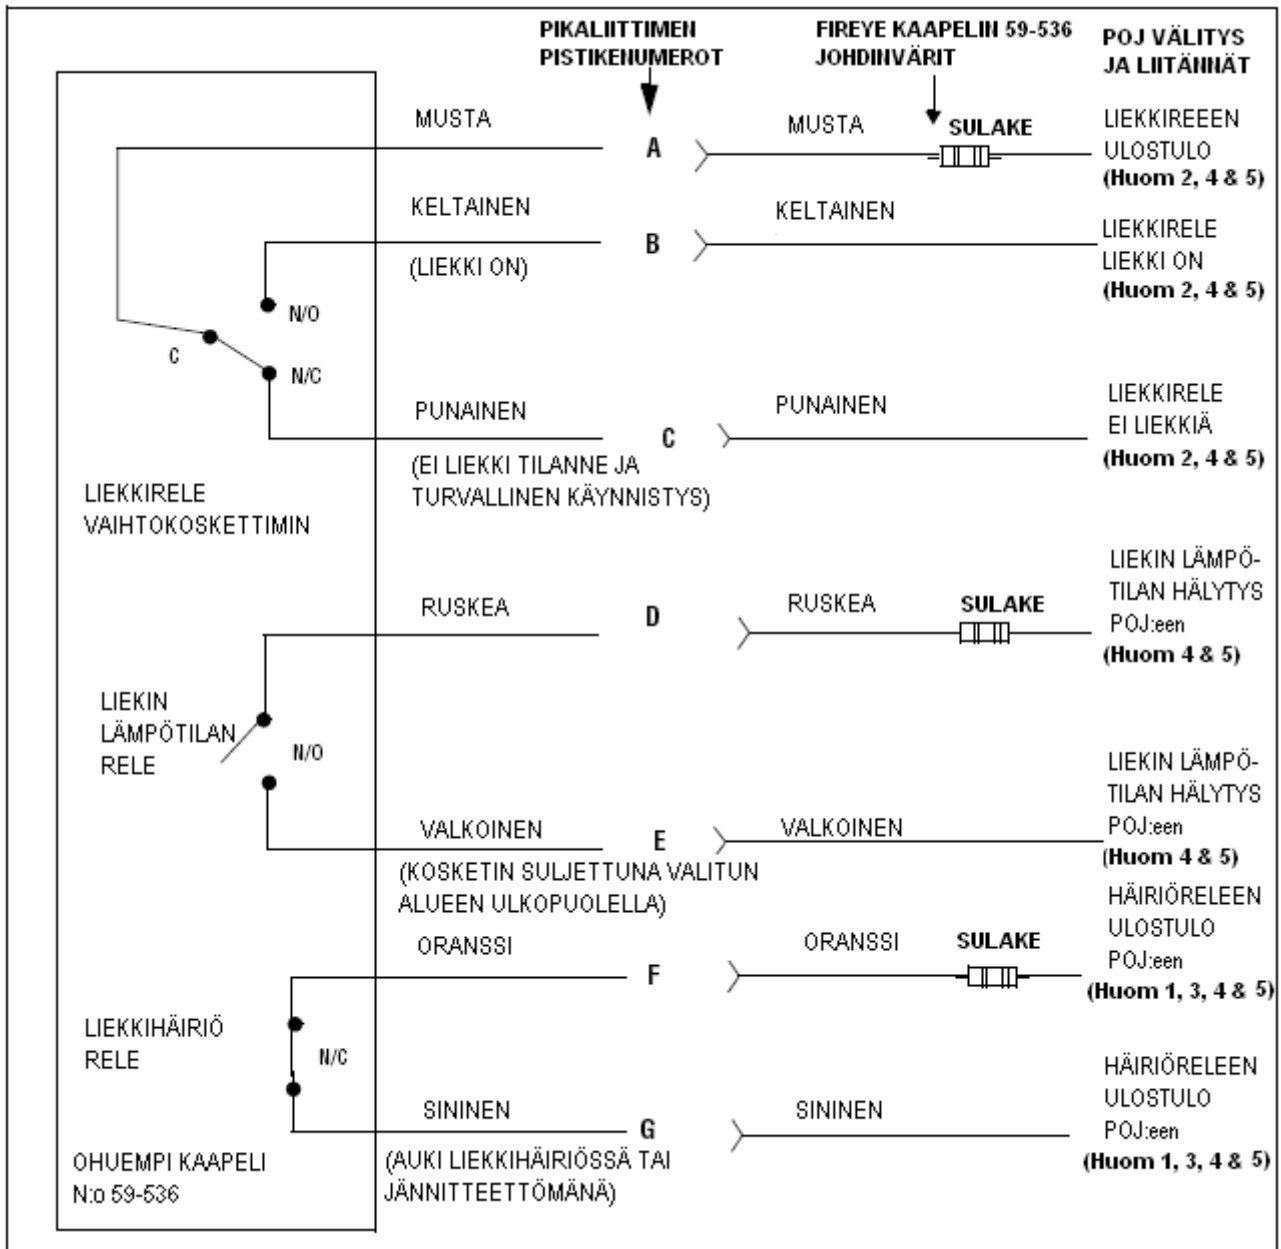 PIKALIITTIMEN
PISTIKENUMEROT
FIREYE KAAPELIN 59-536
JOHDINVÄRIT
POJ VÄLITYS
JA LIITÄNNÄT
MUSTA
A
MUSTA
SULAKE
LIEKKIREEEN
ULOSTULO
(Huom 2, 4 & 5)
KELTAINEN
(LIEKKI ON)
B
KELTAINEN
LIEKKIRELE
LIEKKI ON
(Huom 2, 4 & 5)
N/O
C
N/C
PUNAINEN
(EI LIEKKI TILANNE JA
TURVALLINEN KÄYNNISTYS)
C
PUNAINEN
LIEKKIRELE
EI LIEKKIÄ
(Huom 2, 4 & 5)
LIEKKIRELE
VAIHTOKOSKETTIMIN
RUSKEA
D
RUSKEA
SULAKE
LIEKIN LÄMPÖ-
TILAN HÄLYTYS
POJ:een
(Huom 4 & 5)
LIEKIN
LÄMPÖTILAN
RELE
N/O
VALKOINEN
(KOSKETIN SULJETTUNA VALITUN
ALUEEN ULKOPUOLELLA)
E
VALKOINEN
LIEKIN LÄMPÖ-
TILAN HÄLYTYS
POJ:een
(Huom 4 & 5)
ORANSSI
F
ORANSSI
SULAKE
HÄIRIÖRELEEN
ULOSTULO
POJ:een
(Huom 1, 3, 4 & 5)
LIEKKIHÄIRIÖ
RELE
N/C
SININEN
(AUKI LIEKKIHÄIRIÖSSÄ TAI
JÄNNITTEETTÖMÄNÄ)
G
SININEN
HÄIRIÖRELEEN
ULOSTULO
POJ:een
(Huom 1, 3, 4 & 5)
OHUEMPI KAAPELI
N:o 59-536